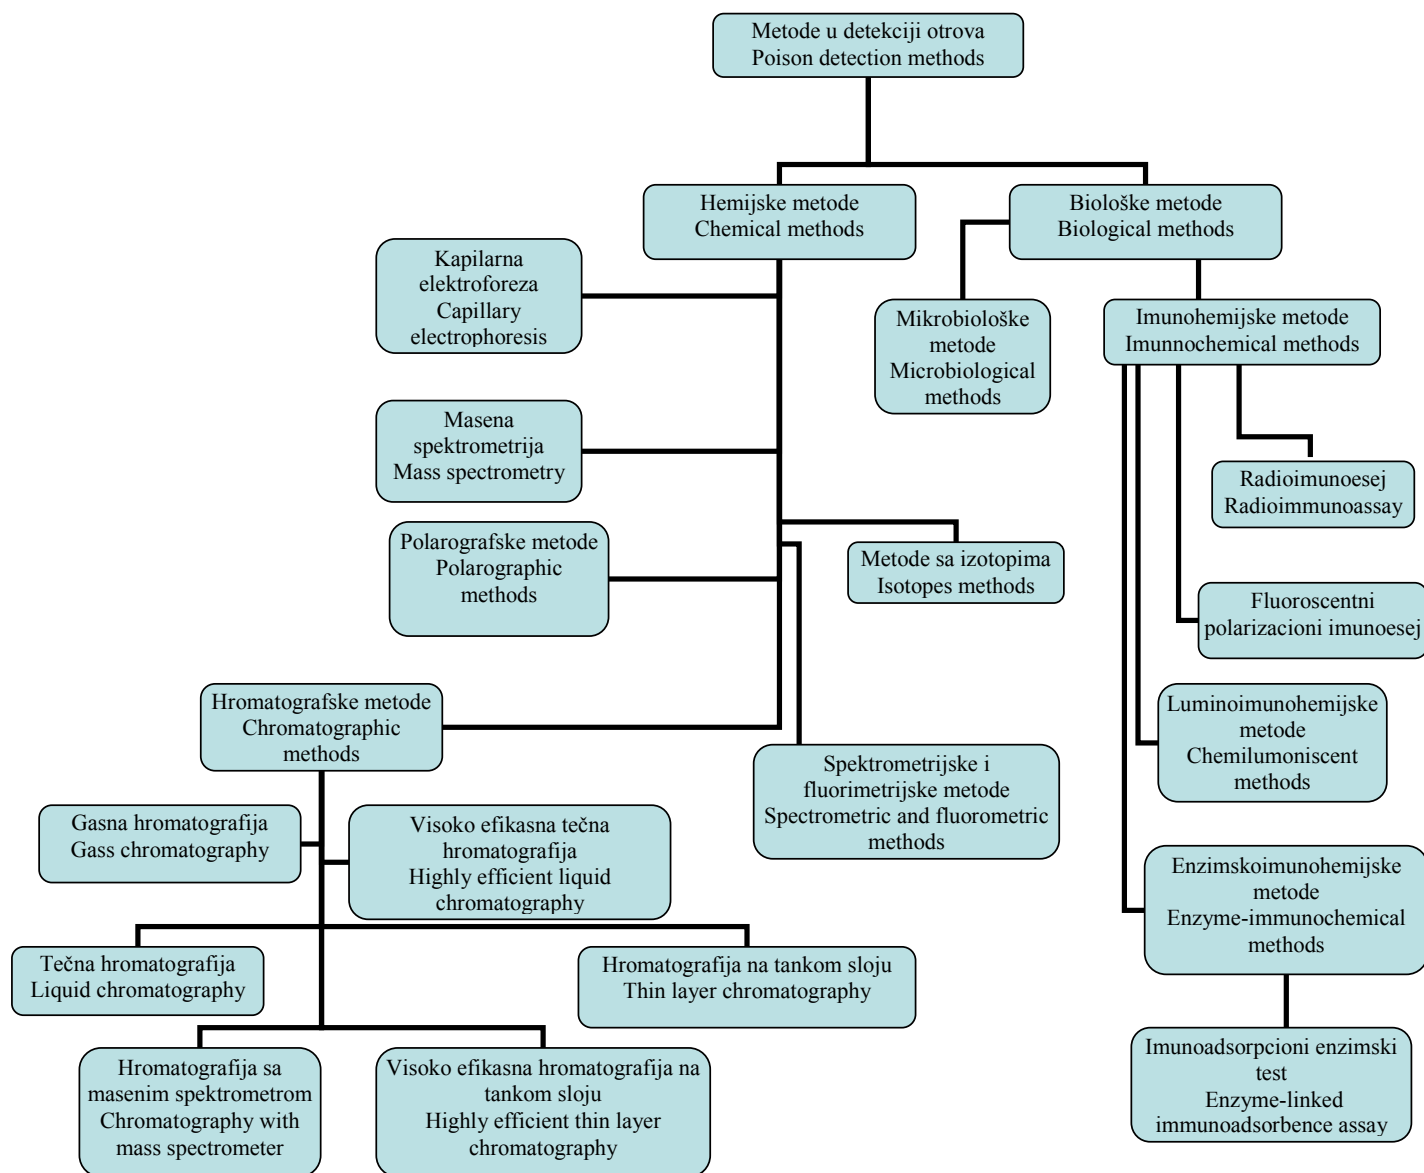 Metode u detekciji otrova
Poison detection methods
Hemijske metode
Chemical methods
Biološke metode
Biological methods
Kapilarna
elektroforeza
Capillary
electrophoresis
Mikrobiološke
metode
Microbiological
methods
Imunohemijske metode
Imunnochemical methods
Masena
spektrometrija
Mass spectrometry
Radioimunoesej
Radioimmunoassay
Polarografske metode
Polarographic
methods
Metode sa izotopima
Isotopes methods
Fluoroscentni
polarizacioni imunoesej
Hromatografske metode
Chromatographic
methods
Luminoimunohemijske
metode
Chemilumoniscent
methods
Spektrometrijske i
fluorimetrijske metode
Spectrometric and fluorometric
methods
Gasna hromatografija
Gass chromatography
Visoko efikasna tečna
hromatografija
Highly efficient liquid
chromatography
Enzimskoimunohemijske
metode
Enzyme-immunochemical
methods
Tečna hromatografija
Liquid chromatography
Hromatografija na tankom sloju
Thin layer chromatography
Hromatografija sa
masenim spektrometrom
Chromatography with
mass spectrometer
Visoko efikasna hromatografija na
tankom sloju
Highly efficient thin layer
chromatography
Imunoadsorpcioni enzimski
test
Enzyme-linked
immunoadsorbence assay